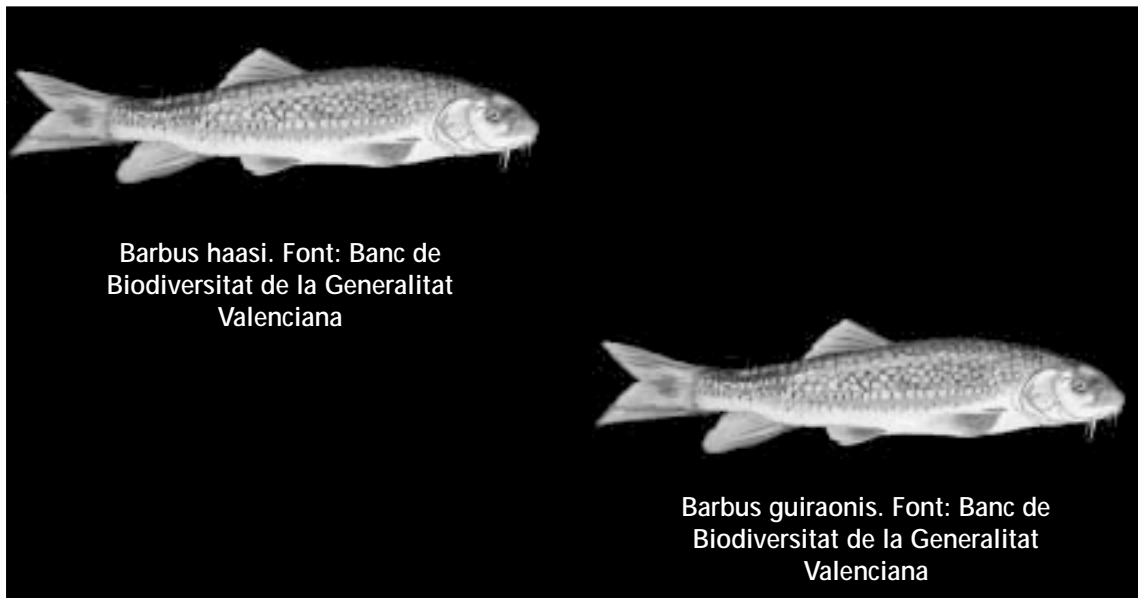 Barbus haasi. Font: Banc de
Biodiversitat de la Generalitat
Valenciana
Barbus guiraonis. Font: Banc de
Biodiversitat de la Generalitat
Valenciana